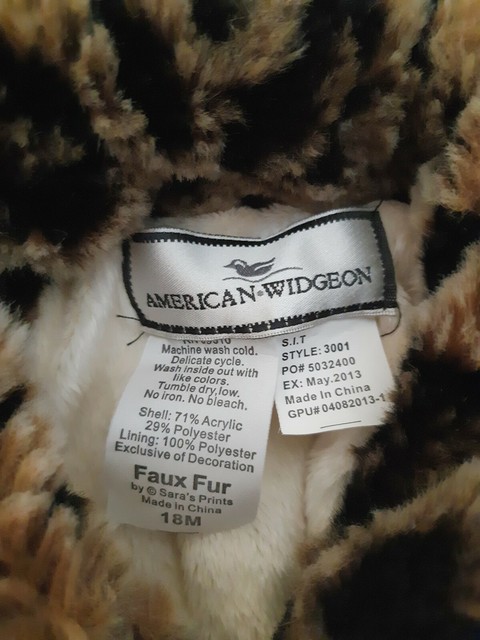 AMERICAN WIDGEON
Machine wash cold.
Delicate cycle.
Wash inside out with
like colors.
Tumble dry, low.
No iron. No bleach.
Shell: 71% Acrylic
29% Polyester
Lining: 100% Polyester
Exclusive of Decoration
Faux Fur
by © Sara's Prints
Made in China
18M
S.I.T
STYLE: 3001
PO# 5032400
EX: May.2013
Made In China
GPU# 04082013-1